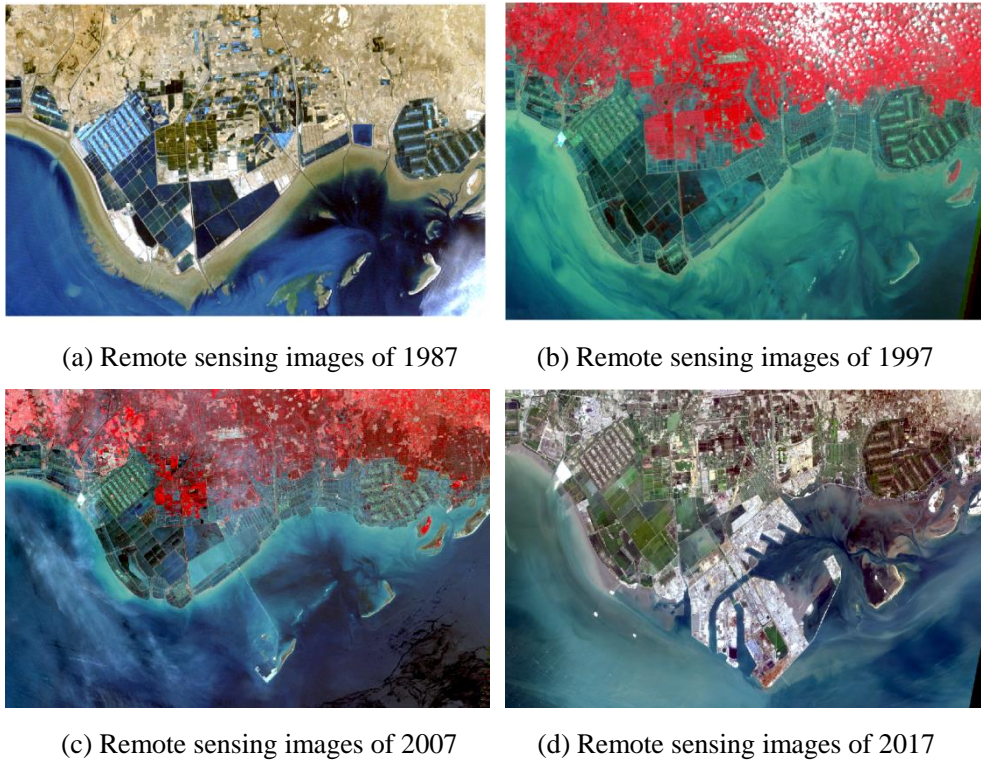 (a) Remote sensing images of 1987
(b) Remote sensing images of 1997
(c) Remote sensing images of 2007
(d) Remote sensing images of 2017